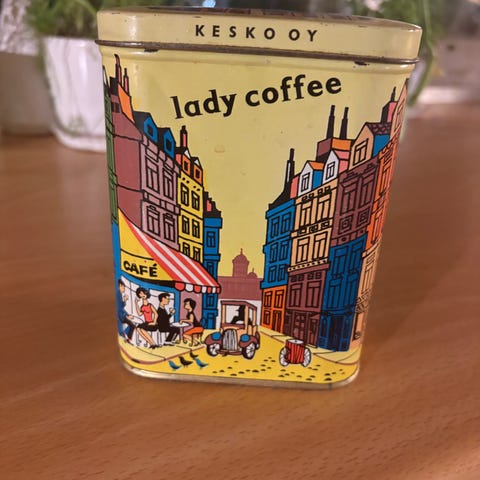 KESKO OY
lady coffee
CAFÉ